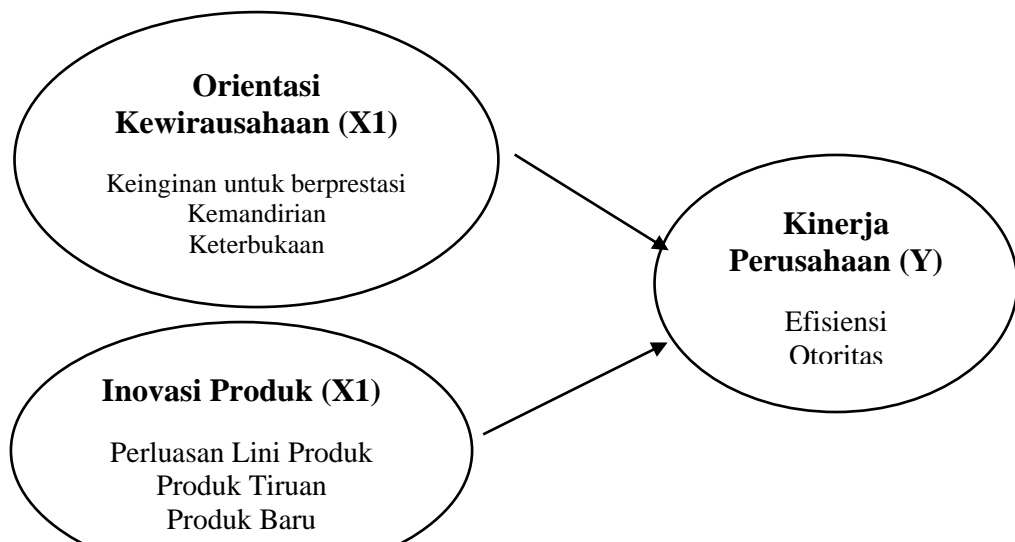 Orientasi
Kewirausahaan (X1)
Keinginan untuk berprestasi
Kemandirian
Keterbukaan
Kinerja
Perusahaan (Y)
Efisiensi
Otoritas
Inovasi Produk (X1)
Perluasan Lini Produk
Produk Tiruan
Produk Baru